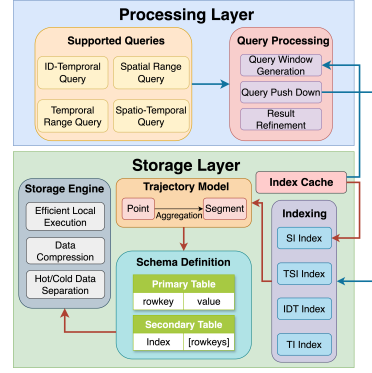 Processing Layer
Supported Queries
ID-Temporal
Query
Spatial Range
Query
Temporal
Range Query
Spatio-Temporal
Query
Query Processing
Query Window
Generation
Query Push Down
Result
Refinement
Storage Layer
Index Cache
Storage Engine
Efficient Local
Execution
Data
Compression
Hot/Cold Data
Separation
Trajectory Model
Point
Aggregation
Segment
Schema Definition
Primary Table
rowkey value
Secondary Table
Index [rowkeys]
Indexing
SI Index
TSI Index
IDT Index
TI Index